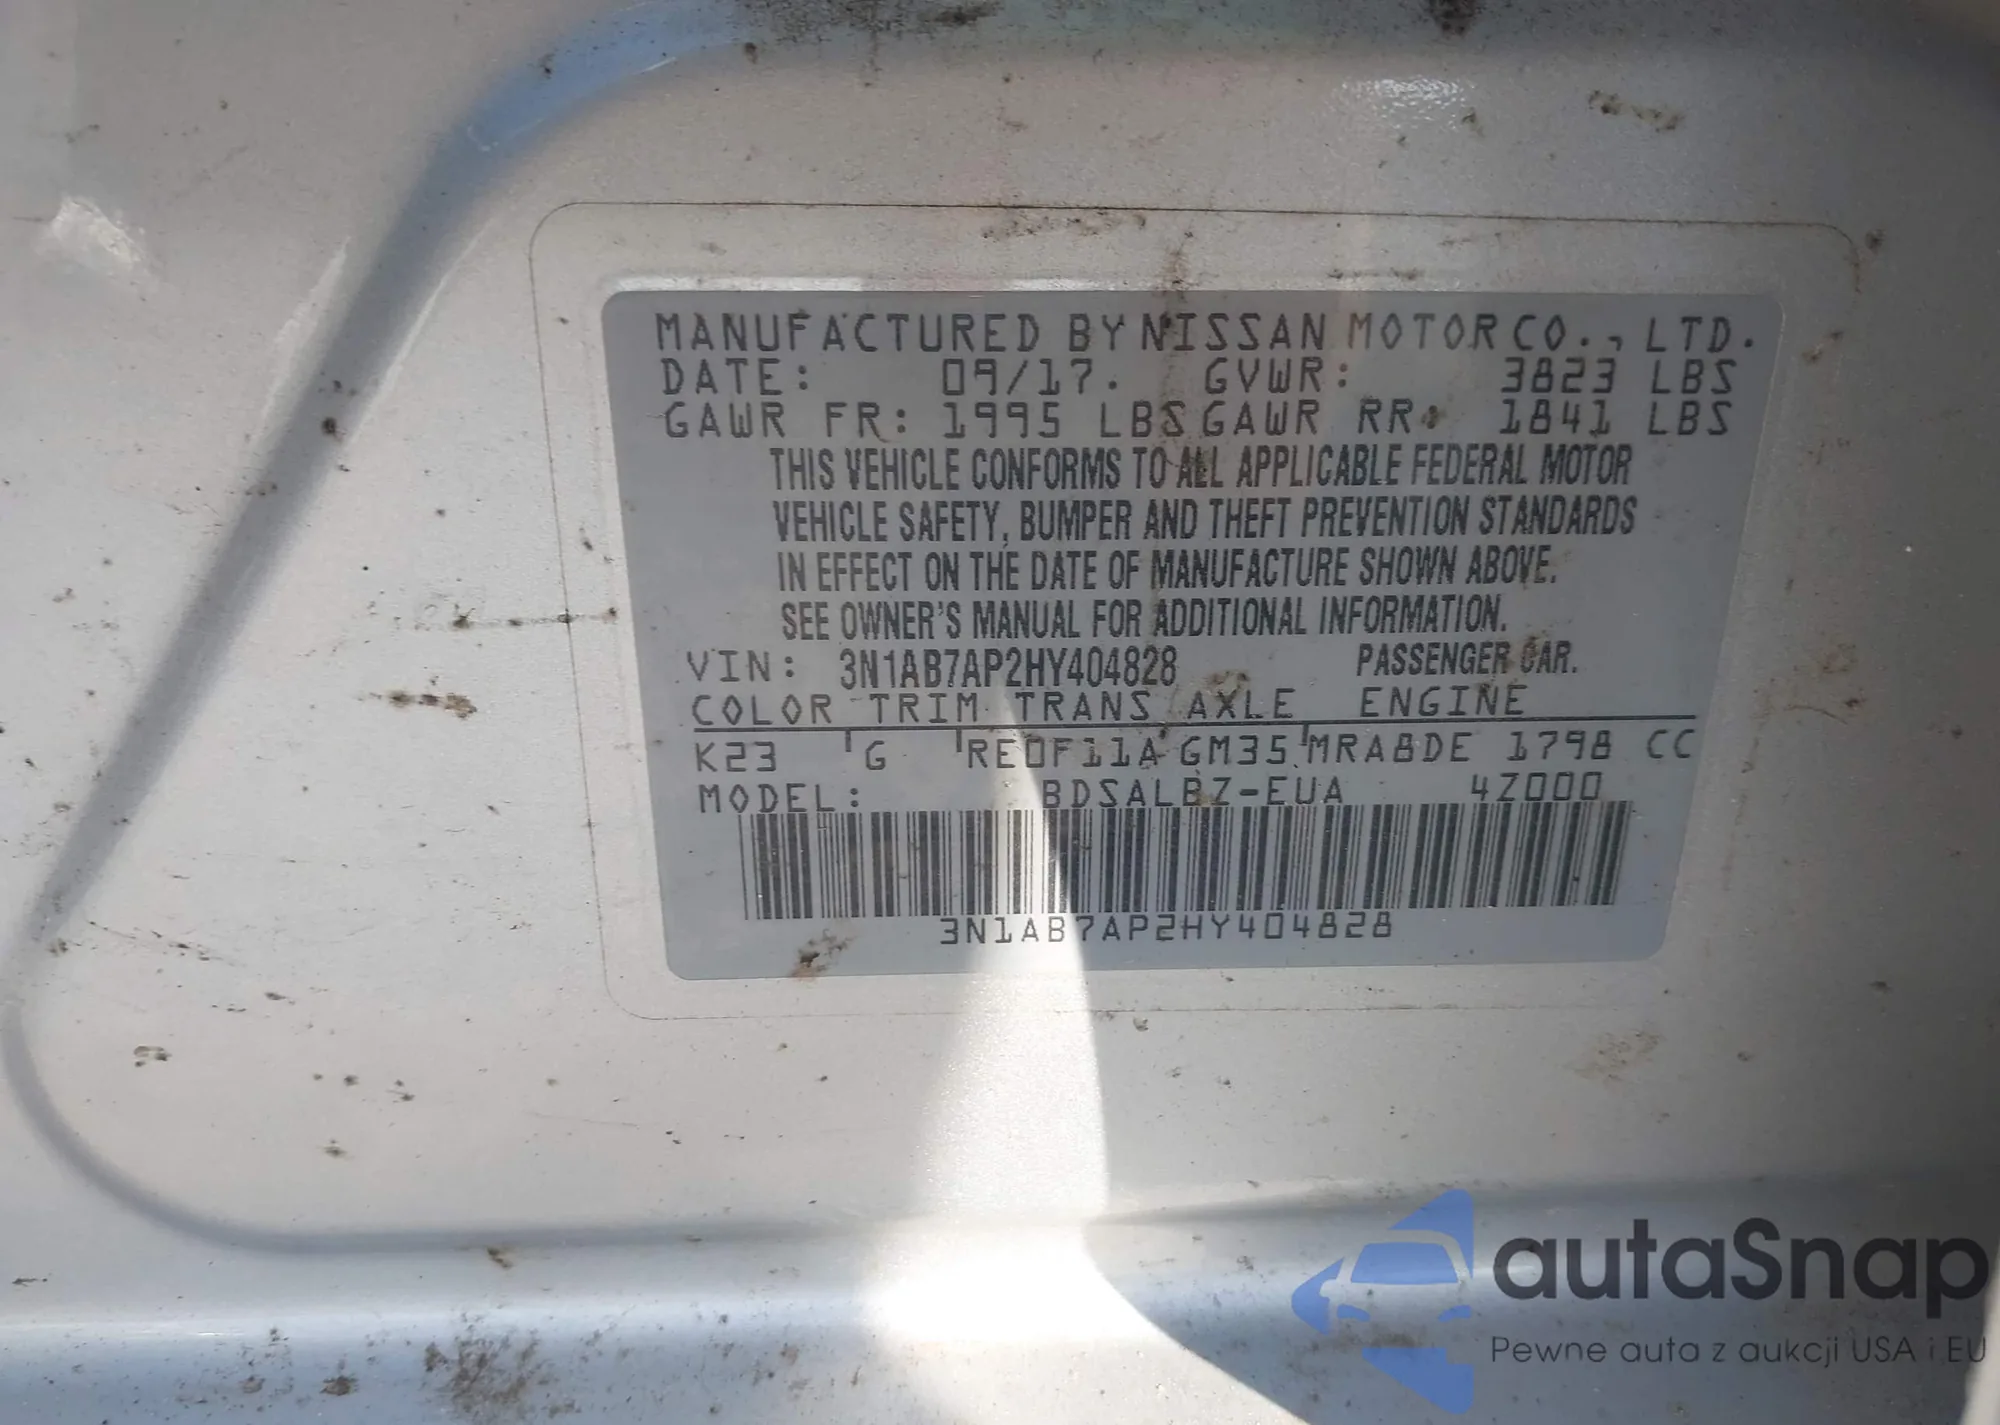 MANUFACTURED BY NISSAN MOTOR CO., LTD.
DATE: 09/17. GVWR: 3823 LBS
GAWR FR: 1995 LBS GAWR RR: 1841 LBS
THIS VEHICLE CONFORMS TO ALL APPLICABLE FEDERAL MOTOR
VEHICLE SAFETY, BUMPER AND THEFT PREVENTION STANDARDS
IN EFFECT ON THE DATE OF MANUFACTURE SHOWN ABOVE.
SEE OWNER'S MANUAL FOR ADDITIONAL INFORMATION.
VIN: 3N1AB7AP2HY404828 PASSENGER CAR.
COLOR TRIM TRANS AXLE ENGINE
K23 G RE0F11A GM35 MRA8DE 1798 CC
MODEL: BDSALBZ-EUA 4Z000
3N1AB7AP2HY404828
autaSnap
Pewne auta z aukcji USA i EU